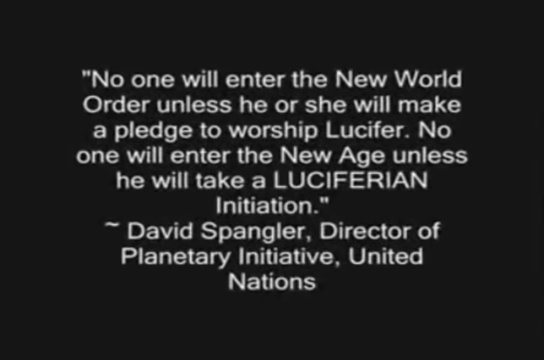 "No one will enter the New World
Order unless he or she will make
a pledge to worship Lucifer. No
one will enter the New Age unless
he will take a LUCIFERIAN
Initiation."
~ David Spangler, Director of
Planetary Initiative, United
Nations